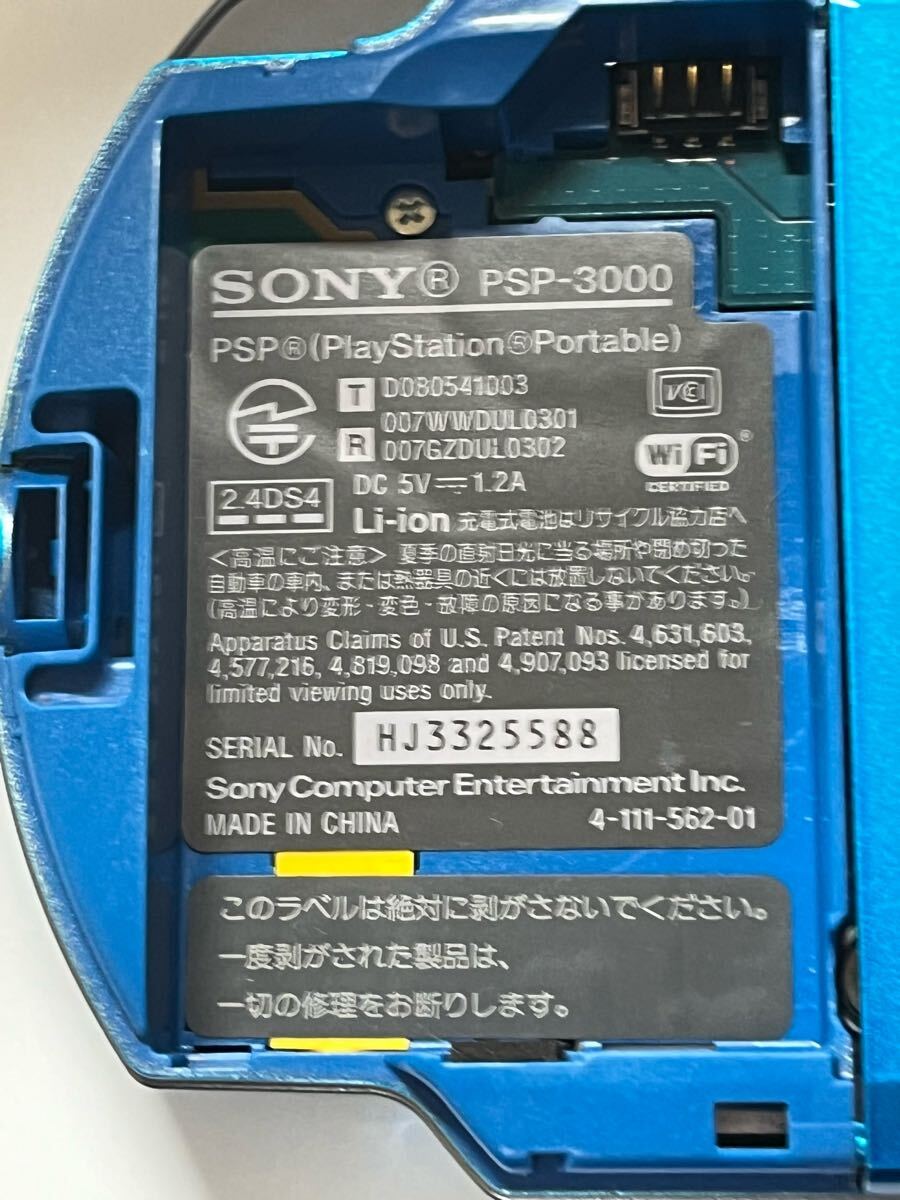 SONY® PSP-3000
PSP®(PlayStation®Portable)
T D080541003
007WWDUL0301
R 007GZDUL0302
VCCI
Wi Fi®
CERTIFIED
DC 5V⎓1.2A
2.4DS4
Li-ion 充電式電池はリサイクル協力店へ
<高温にご注意> 夏季の直射日光に当る場所や閉め切った
自動車の車内、または熱器具の近くには放置しないでください。
(高温により変形・変色・故障の原因になる事があります。)
Apparatus Claims of U.S. Patent Nos. 4,631,603,
4,577,216, 4,819,098 and 4,907,093 licensed for
limited viewing uses only.
SERIAL No. HJ3325588
Sony Computer Entertainment Inc.
MADE IN CHINA 4-111-562-01
このラベルは絶対に剥がさないでください。
一度剥がされた製品は、
一切の修理をお断りします。